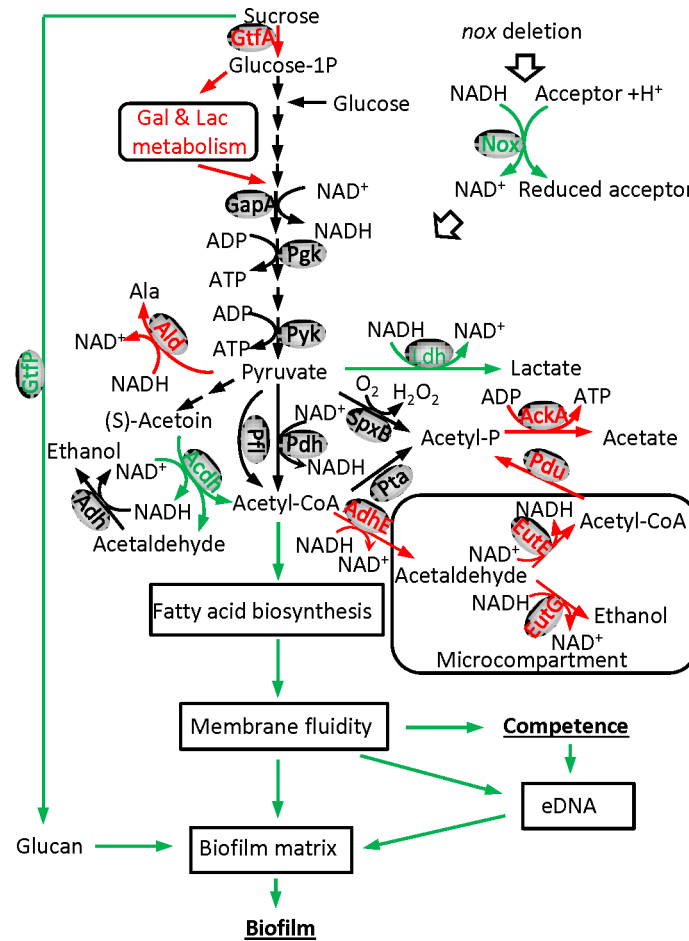 Sucrose
GtfA
nox deletion
Glucose-1P
NADH
Acceptor +H⁺
Glucose
Gal & Lac
metabolism
Nox
NAD⁺
Reduced acceptor
GapA
NAD⁺
NADH
ADP
Pgk
ATP
Ala
ADP
Pyk
ATP
NAD⁺
Ald
NADH
NADH
NAD⁺
Ldh
GtfP
Pyruvate
Lactate
O₂
H₂O₂
SpxB
ADP
ATP
AckA
(S)-Acetoin
NAD⁺
Pfl
Pdh
NADH
Acetyl-P
Acetate
Ethanol
NAD⁺
Acdh
Pta
Pdu
Adh
NADH
Acetyl-CoA
AdhE
NADH
Acetyl-CoA
Acetaldehyde
NADH
NAD⁺
EutE
NAD⁺
Acetaldehyde
NADH
EutG
Ethanol
NAD⁺
Fatty acid biosynthesis
Microcompartment
Membrane fluidity
Competence
eDNA
Glucan
Biofilm matrix
Biofilm